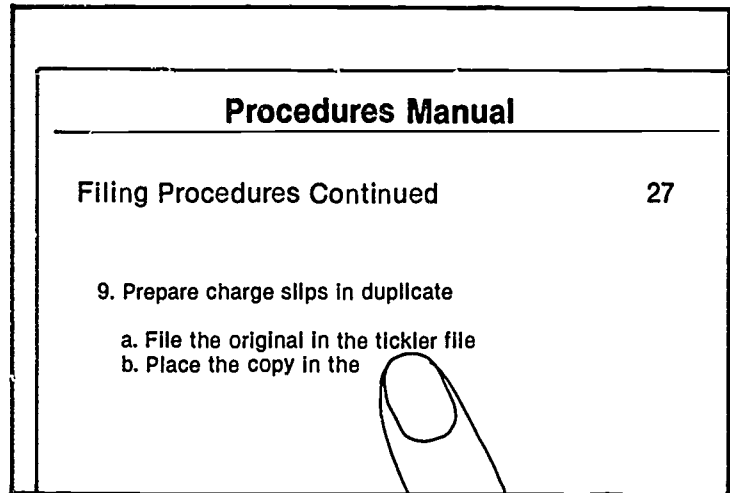 Procedures Manual
Filing Procedures Continued 27
9. Prepare charge slips in duplicate
a. File the original in the tickler file
b. Place the copy in the